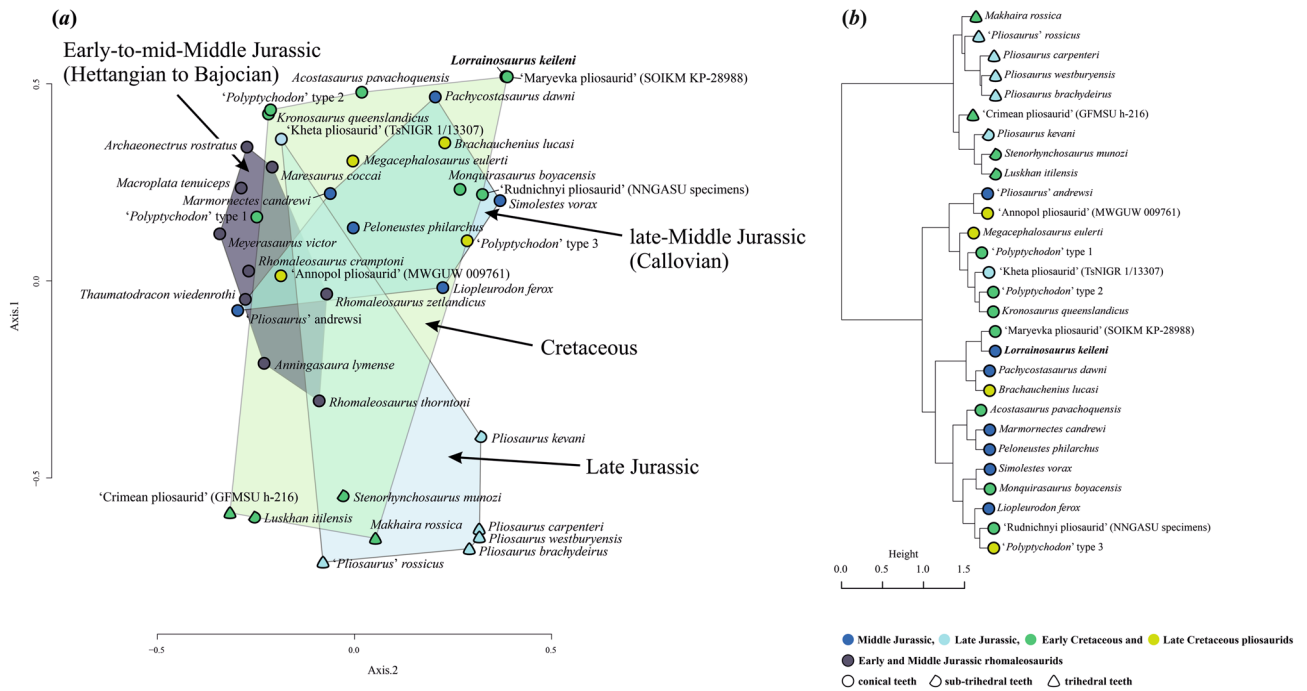 (a)
Early-to-mid-Middle Jurassic
(Hettangian to Bajocian)
Lorrainosaurus keileni
Acostasaurus pavachoquensis
‘Maryevka pliosaurid’ (SOIKM KP-28988)
0.5
‘Polyptychodon’ type 2
Pachycostasaurus dawni
Kronosaurus queenslandicus
‘Kheta pliosaurid’ (TsNIGR 1/13307)
Archaeonectrus rostratus
Brachauchenius lucasi
Megacephalosaurus eulerti
Maresaurus coccai
Monquirasaurus boyacensis
Macroplata tenuiceps
‘Rudnichnyi pliosaurid’ (NNGASU specimens)
Marmornectes candrewi
Simolestes vorax
‘Polyptychodon’ type 1
Peloneustes philarchus
late-Middle Jurassic
(Callovian)
Meyerasaurus victor
‘Polyptychodon’ type 3
Rhomaleosaurus cramptoni
0.0
‘Annopol pliosaurid’ (MWGUW 009761)
Thaumatodracon wiedenrothi
Liopleurodon ferox
Rhomaleosaurus zetlandicus
Axis.1
‘Pliosaurus’ andrewsi
Cretaceous
Anningasaura lymense
Rhomaleosaurus thorntoni
Pliosaurus kevani
Late Jurassic
−0.5
‘Crimean pliosaurid’ (GFMSU h-216)
Stenorhynchosaurus munozi
Luskhan itilensis
Makhaira rossica
Pliosaurus carpenteri
Pliosaurus westburyensis
Pliosaurus brachydeirus
‘Pliosaurus’ rossicus
−0.5
0.0
0.5
Axis.2
(b)
Makhaira rossica
‘Pliosaurus’ rossicus
Pliosaurus carpenteri
Pliosaurus westburyensis
Pliosaurus brachydeirus
‘Crimean pliosaurid’ (GFMSU h-216)
Pliosaurus kevani
Stenorhynchosaurus munozi
Luskhan itilensis
‘Pliosaurus’ andrewsi
‘Annopol pliosaurid’ (MWGUW 009761)
Megacephalosaurus eulerti
‘Polyptychodon’ type 1
‘Kheta pliosaurid’ (TsNIGR 1/13307)
‘Polyptychodon’ type 2
Kronosaurus queenslandicus
‘Maryevka pliosaurid’ (SOIKM KP-28988)
Lorrainosaurus keileni
Pachycostasaurus dawni
Brachauchenius lucasi
Acostasaurus pavachoquensis
Marmornectes candrewi
Peloneustes philarchus
Simolestes vorax
Monquirasaurus boyacensis
Liopleurodon ferox
‘Rudnichnyi pliosaurid’ (NNGASU specimens)
‘Polyptychodon’ type 3
Height
0.0 0.5 1.0 1.5
Middle Jurassic, Late Jurassic, Early Cretaceous and Late Cretaceous pliosaurids
Early and Middle Jurassic rhomaleosaurids
conical teeth sub-trihedral teeth trihedral teeth